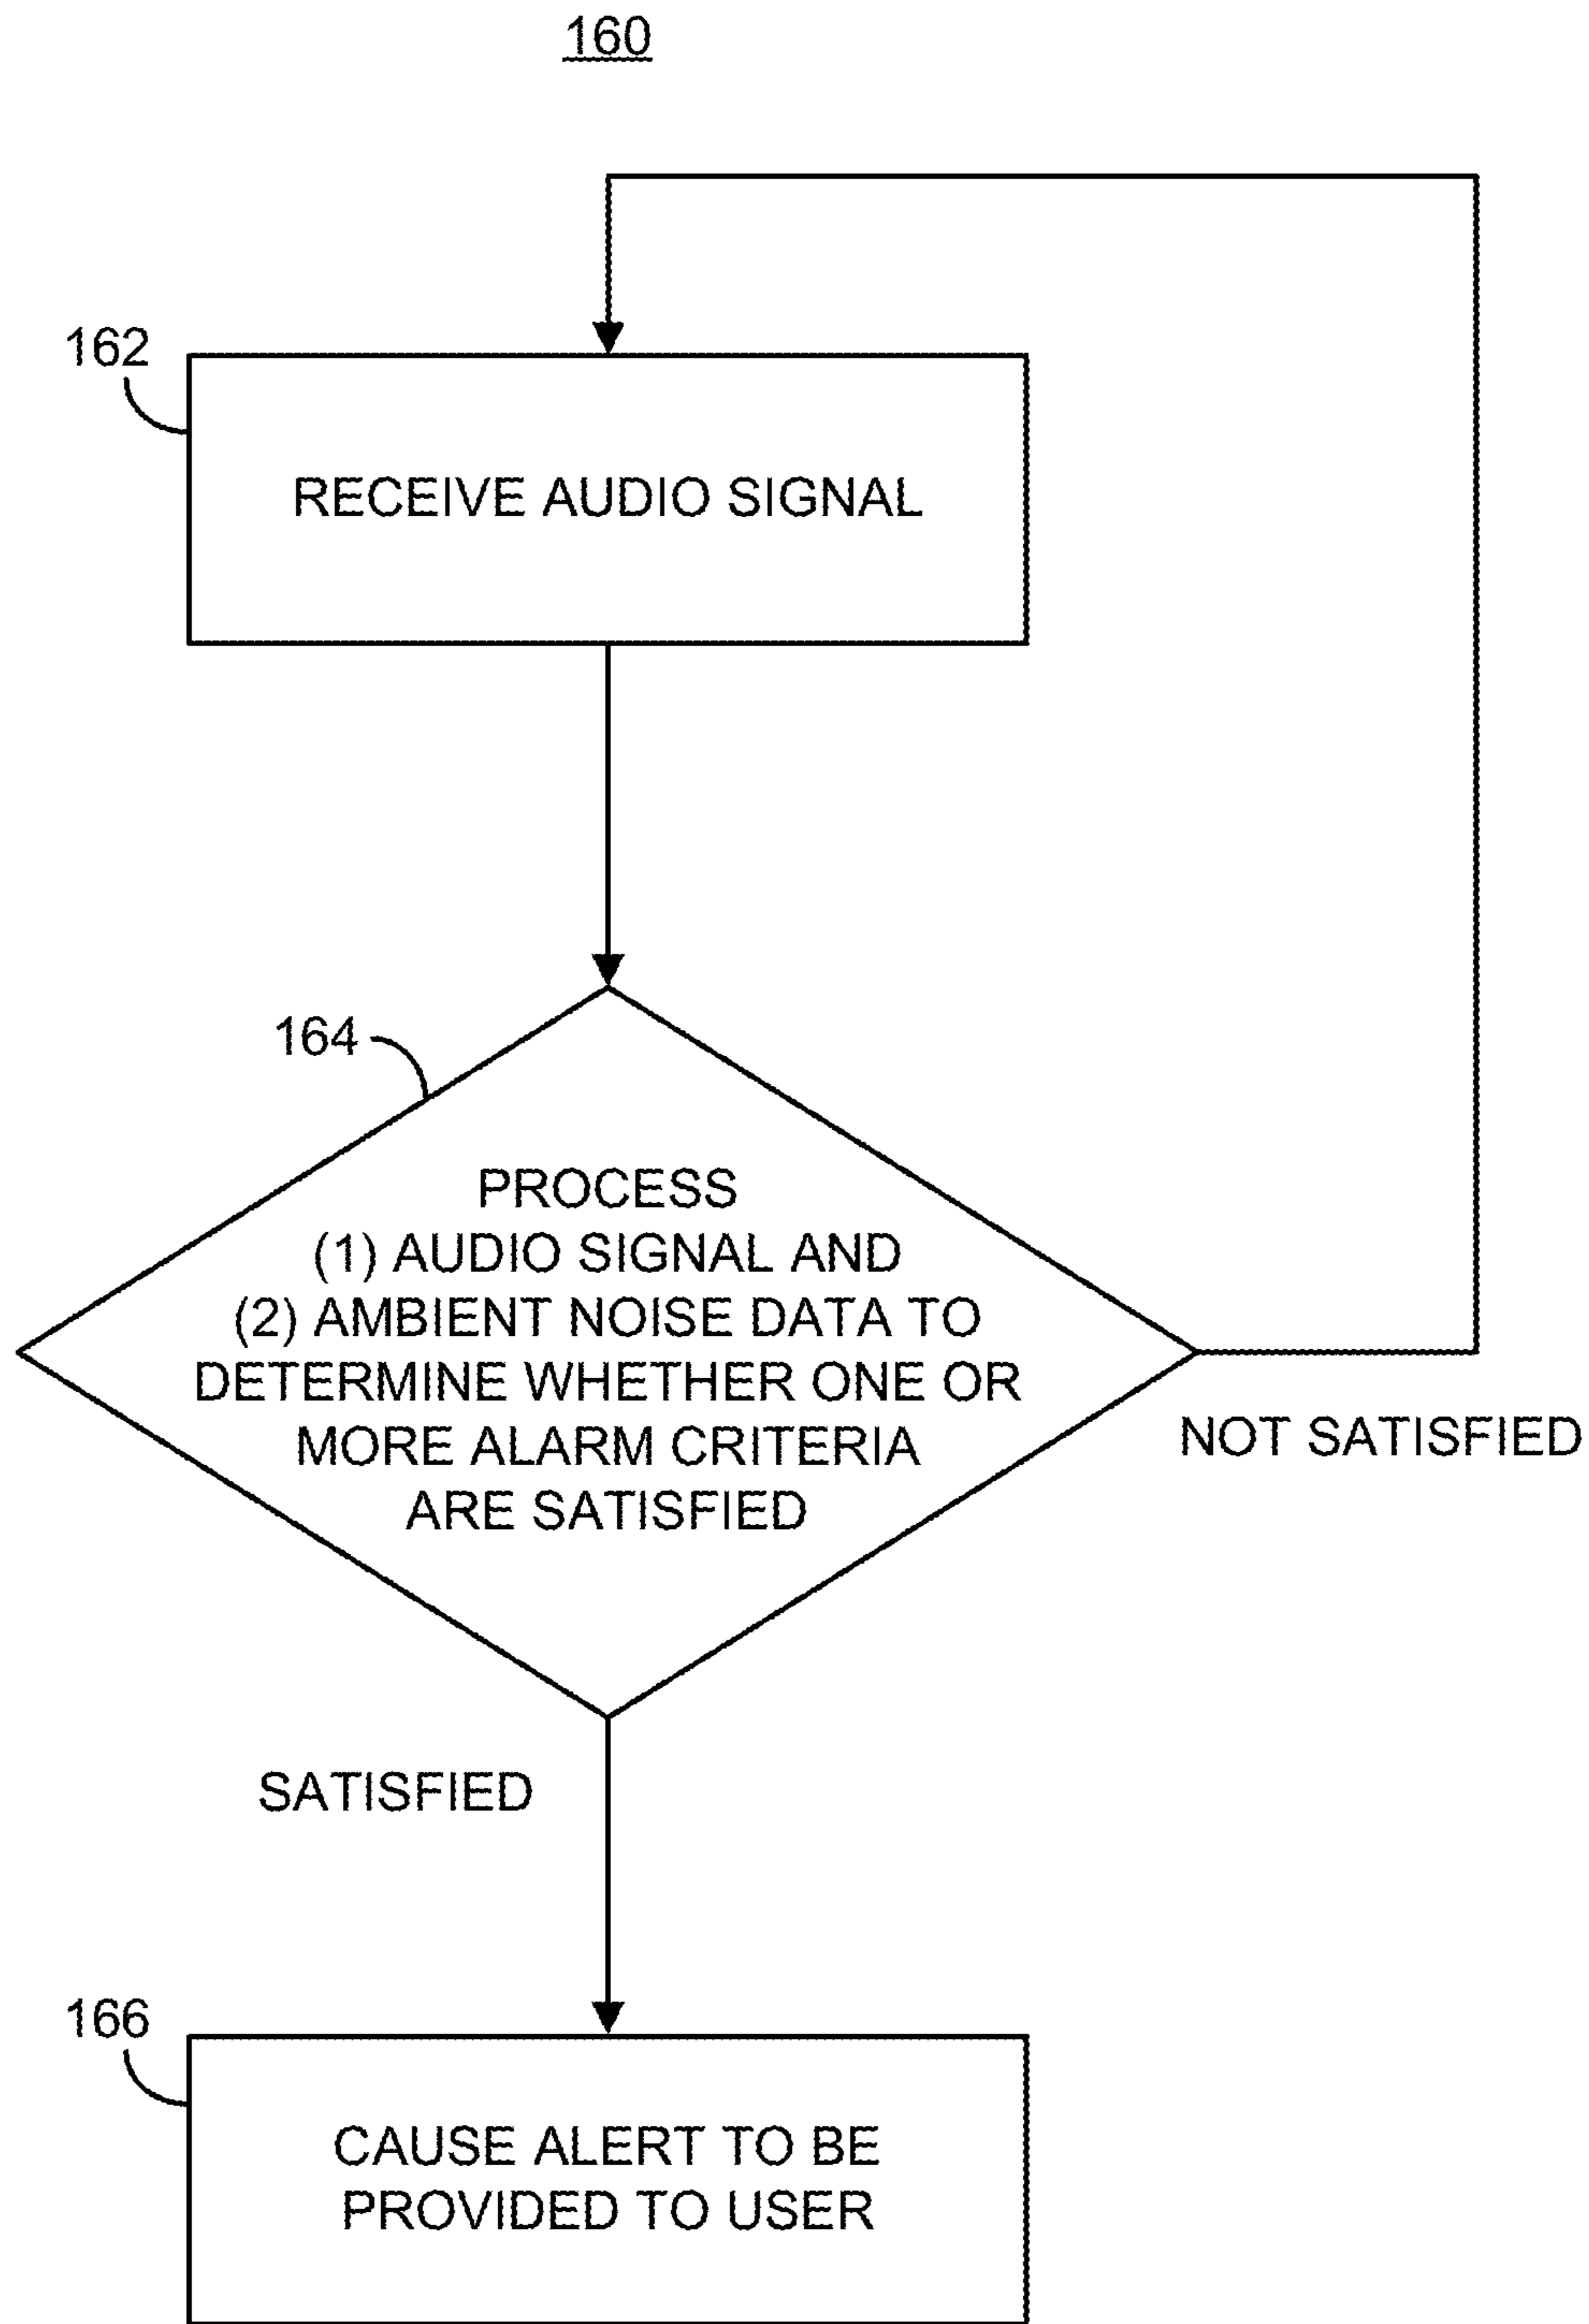 160
162
RECEIVE AUDIO SIGNAL
164
PROCESS
(1) AUDIO SIGNAL AND
(2) AMBIENT NOISE DATA TO
DETERMINE WHETHER ONE OR
MORE ALARM CRITERIA
ARE SATISFIED
NOT SATISFIED
SATISFIED
166
CAUSE ALERT TO BE
PROVIDED TO USER